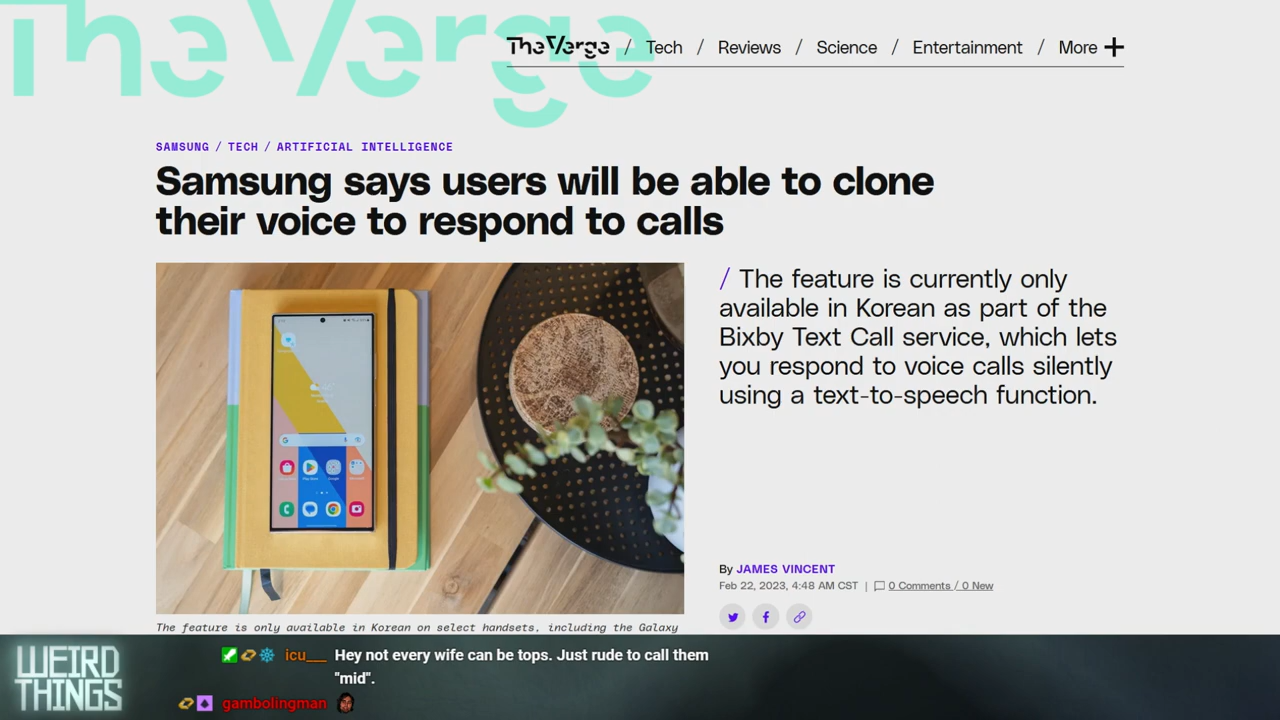 The Verge
The Verge / Tech / Reviews / Science / Entertainment / More +
SAMSUNG / TECH / ARTIFICIAL INTELLIGENCE
Samsung says users will be able to clone
their voice to respond to calls
/ The feature is currently only
available in Korean as part of the
Bixby Text Call service, which lets
you respond to voice calls silently
using a text-to-speech function.
By JAMES VINCENT
Feb 22, 2023, 4:48 AM CST | 0 Comments / 0 New
The feature is only available in Korean on select handsets, including the Galaxy
WEIRD
THINGS
icu___ Hey not every wife can be tops. Just rude to call them
"mid".
gambolingman